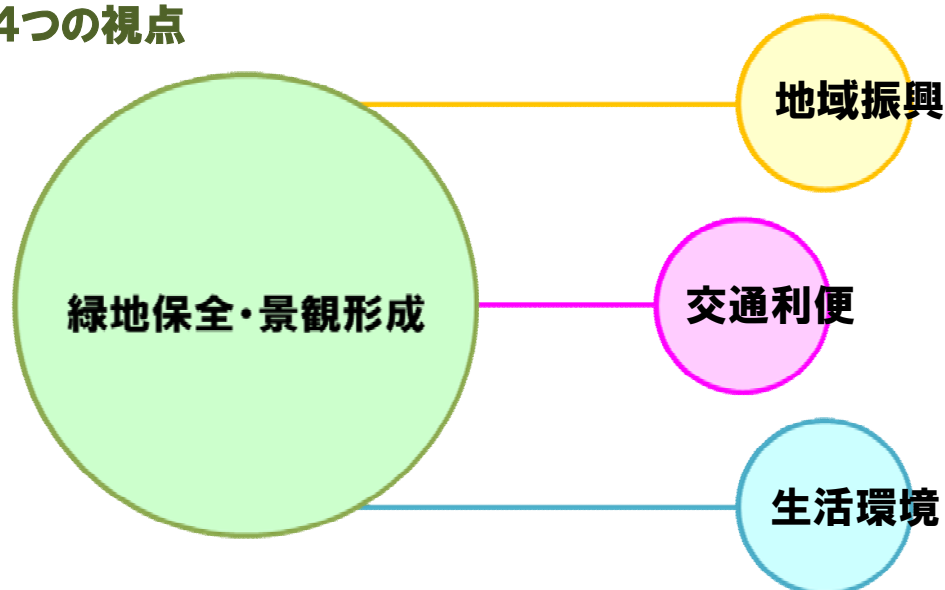 4つの視点
地域振興
交通利便
緑地保全・景観形成
生活環境